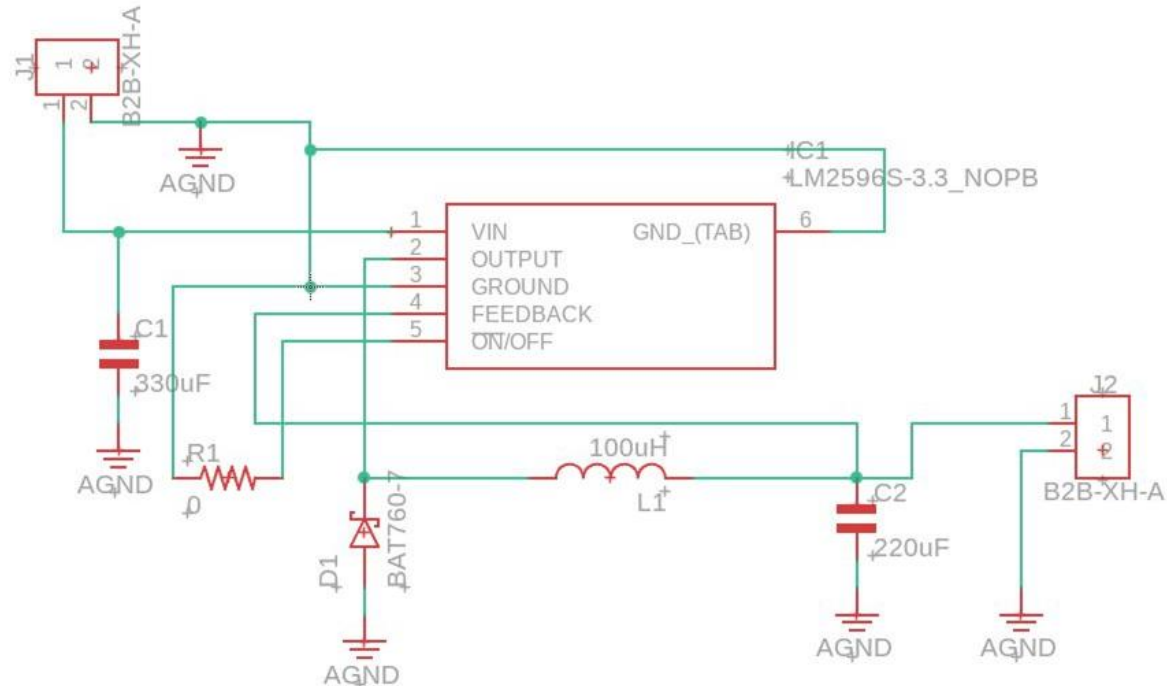 J1
1 2
1 2
B2B-XH-A
AGND
IC1
LM2596S-3.3_NOPB
1 VIN
GND_(TAB) 6
2 OUTPUT
3 GROUND
4 FEEDBACK
5 ON/OFF
C1
330uF
AGND
R1
0
100uH
L1
D1
BAT760-7
AGND
C2
220uF
AGND
J2
1 1
2 2
B2B-XH-A
AGND